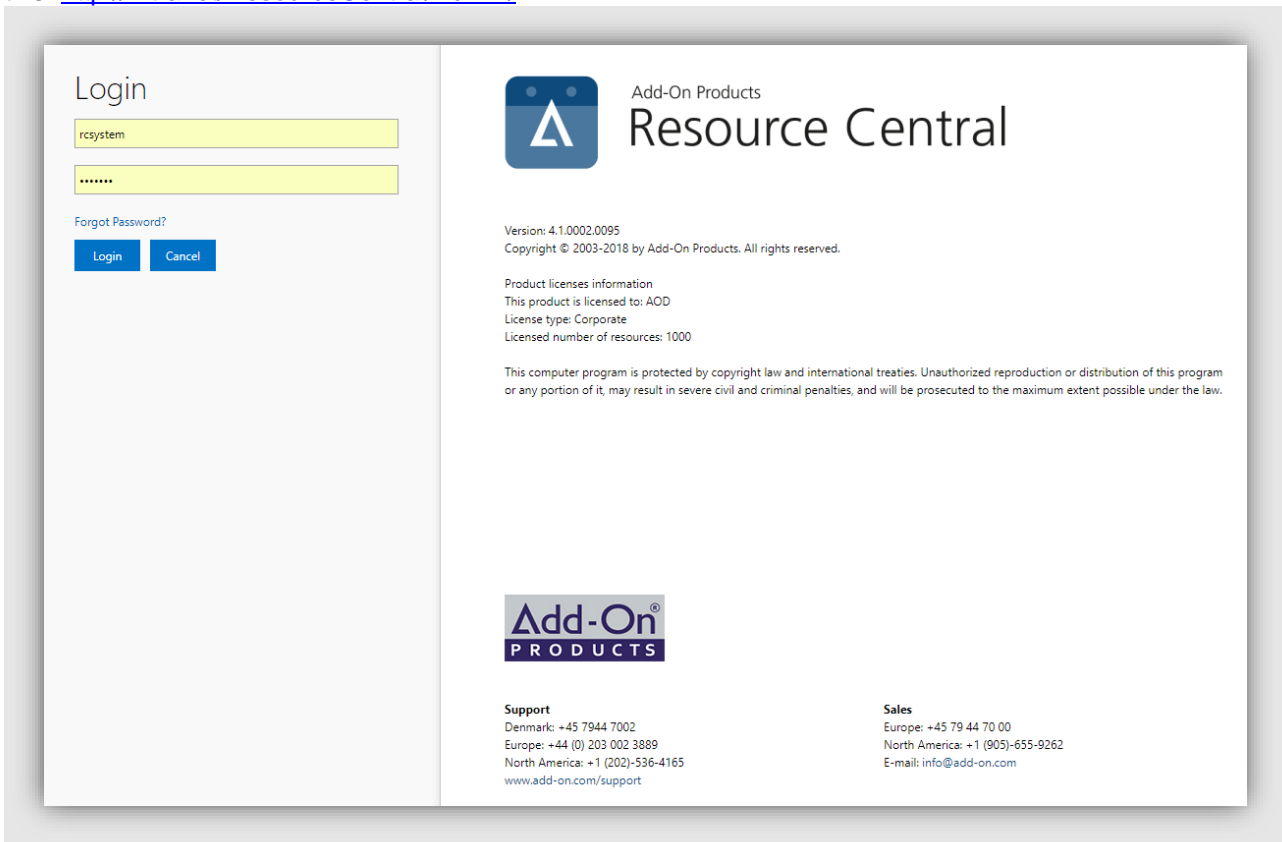 Login
rcsystem
•••••••
Forgot Password?
Login Cancel
Add-On Products
Resource Central
Version: 4.1.0002.0095
Copyright © 2003-2018 by Add-On Products. All rights reserved.
Product licenses information
This product is licensed to: AOD
License type: Corporate
Licensed number of resources: 1000
This computer program is protected by copyright law and international treaties. Unauthorized reproduction or distribution of this program
or any portion of it, may result in severe civil and criminal penalties, and will be prosecuted to the maximum extent possible under the law.
Add-On®
PRODUCTS
Support
Denmark: +45 7944 7002
Europe: +44 (0) 203 002 3889
North America: +1 (202)-536-4165
www.add-on.com/support
Sales
Europe: +45 79 44 70 00
North America: +1 (905)-655-9262
E-mail: info@add-on.com